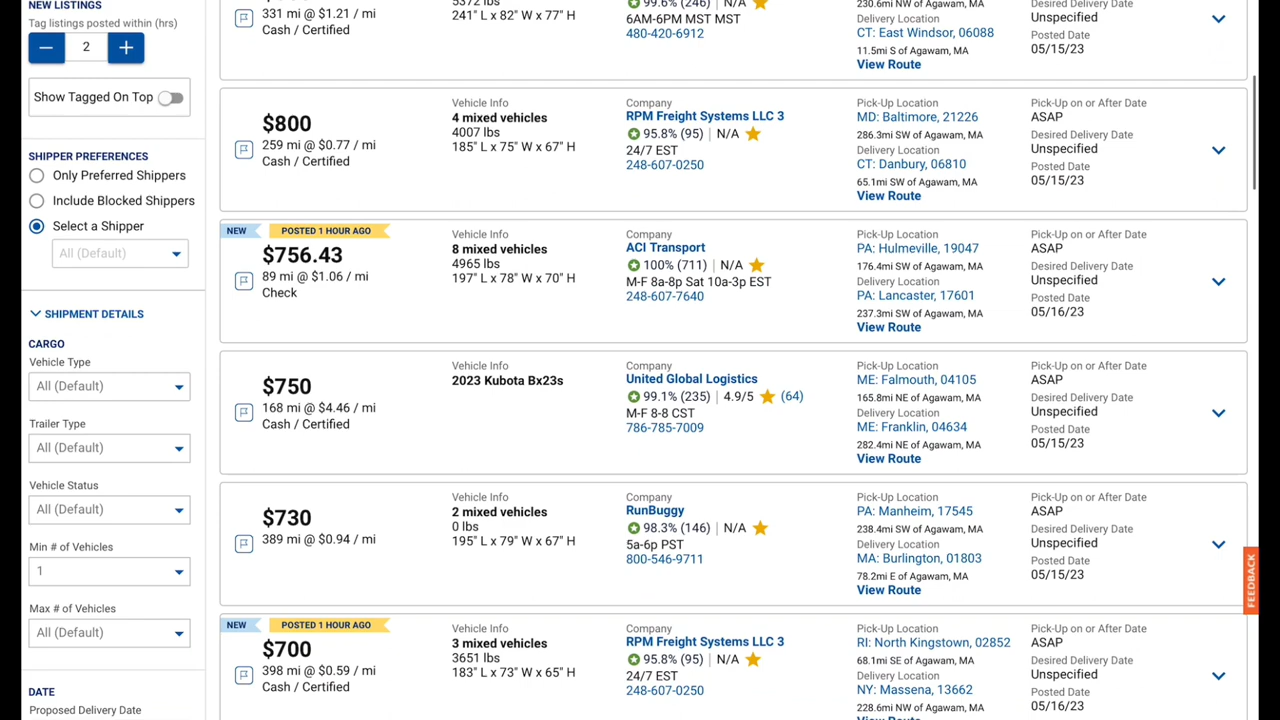 NEW LISTINGS
Tag listings posted within (hrs)
2
Show Tagged On Top
SHIPPER PREFERENCES
Only Preferred Shippers
Include Blocked Shippers
Select a Shipper
All (Default)
SHIPMENT DETAILS
CARGO
Vehicle Type
All (Default)
Trailer Type
All (Default)
Vehicle Status
All (Default)
Min # of Vehicles
1
Max # of Vehicles
All (Default)
DATE
Proposed Delivery Date
331 mi @ $1.21 / mi
Cash / Certified
5372 lbs
241" L x 82" W x 77" H
99.6% (246) | N/A
6AM-6PM MST MST
480-420-6912
230.6mi NW of Agawam, MA
Delivery Location
CT: East Windsor, 06088
11.5mi S of Agawam, MA
View Route
Desired Delivery Date
Unspecified
Posted Date
05/15/23
$800
259 mi @ $0.77 / mi
Cash / Certified
Vehicle Info
4 mixed vehicles
4007 lbs
185" L x 75" W x 67" H
Company
RPM Freight Systems LLC 3
95.8% (95) | N/A
24/7 EST
248-607-0250
Pick-Up Location
MD: Baltimore, 21226
286.3mi SW of Agawam, MA
Delivery Location
CT: Danbury, 06810
65.1mi SW of Agawam, MA
View Route
Pick-Up on or After Date
ASAP
Desired Delivery Date
Unspecified
Posted Date
05/15/23
NEW POSTED 1 HOUR AGO
$756.43
89 mi @ $1.06 / mi
Check
Vehicle Info
8 mixed vehicles
4965 lbs
197" L x 78" W x 70" H
Company
ACI Transport
100% (711) | N/A
M-F 8a-8p Sat 10a-3p EST
248-607-7640
Pick-Up Location
PA: Hulmeville, 19047
176.4mi SW of Agawam, MA
Delivery Location
PA: Lancaster, 17601
237.3mi SW of Agawam, MA
View Route
Pick-Up on or After Date
ASAP
Desired Delivery Date
Unspecified
Posted Date
05/16/23
$750
168 mi @ $4.46 / mi
Cash / Certified
Vehicle Info
2023 Kubota Bx23s
Company
United Global Logistics
99.1% (235) | 4.9/5 (64)
M-F 8-8 CST
786-785-7009
Pick-Up Location
ME: Falmouth, 04105
165.8mi NE of Agawam, MA
Delivery Location
ME: Franklin, 04634
282.4mi NE of Agawam, MA
View Route
Pick-Up on or After Date
ASAP
Desired Delivery Date
Unspecified
Posted Date
05/15/23
$730
389 mi @ $0.94 / mi
Vehicle Info
2 mixed vehicles
0 lbs
195" L x 79" W x 67" H
Company
RunBuggy
98.3% (146) | N/A
5a-6p PST
800-546-9711
Pick-Up Location
PA: Manheim, 17545
238.4mi SW of Agawam, MA
Delivery Location
MA: Burlington, 01803
78.2mi E of Agawam, MA
View Route
Pick-Up on or After Date
ASAP
Desired Delivery Date
Unspecified
Posted Date
05/15/23
NEW POSTED 1 HOUR AGO
$700
398 mi @ $0.59 / mi
Cash / Certified
Vehicle Info
3 mixed vehicles
3651 lbs
183" L x 73" W x 65" H
Company
RPM Freight Systems LLC 3
95.8% (95) | N/A
24/7 EST
248-607-0250
Pick-Up Location
RI: North Kingstown, 02852
68.1mi SE of Agawam, MA
Delivery Location
NY: Massena, 13662
228.6mi NW of Agawam, MA
View Route
Pick-Up on or After Date
ASAP
Desired Delivery Date
Unspecified
Posted Date
05/16/23
FEEDBACK